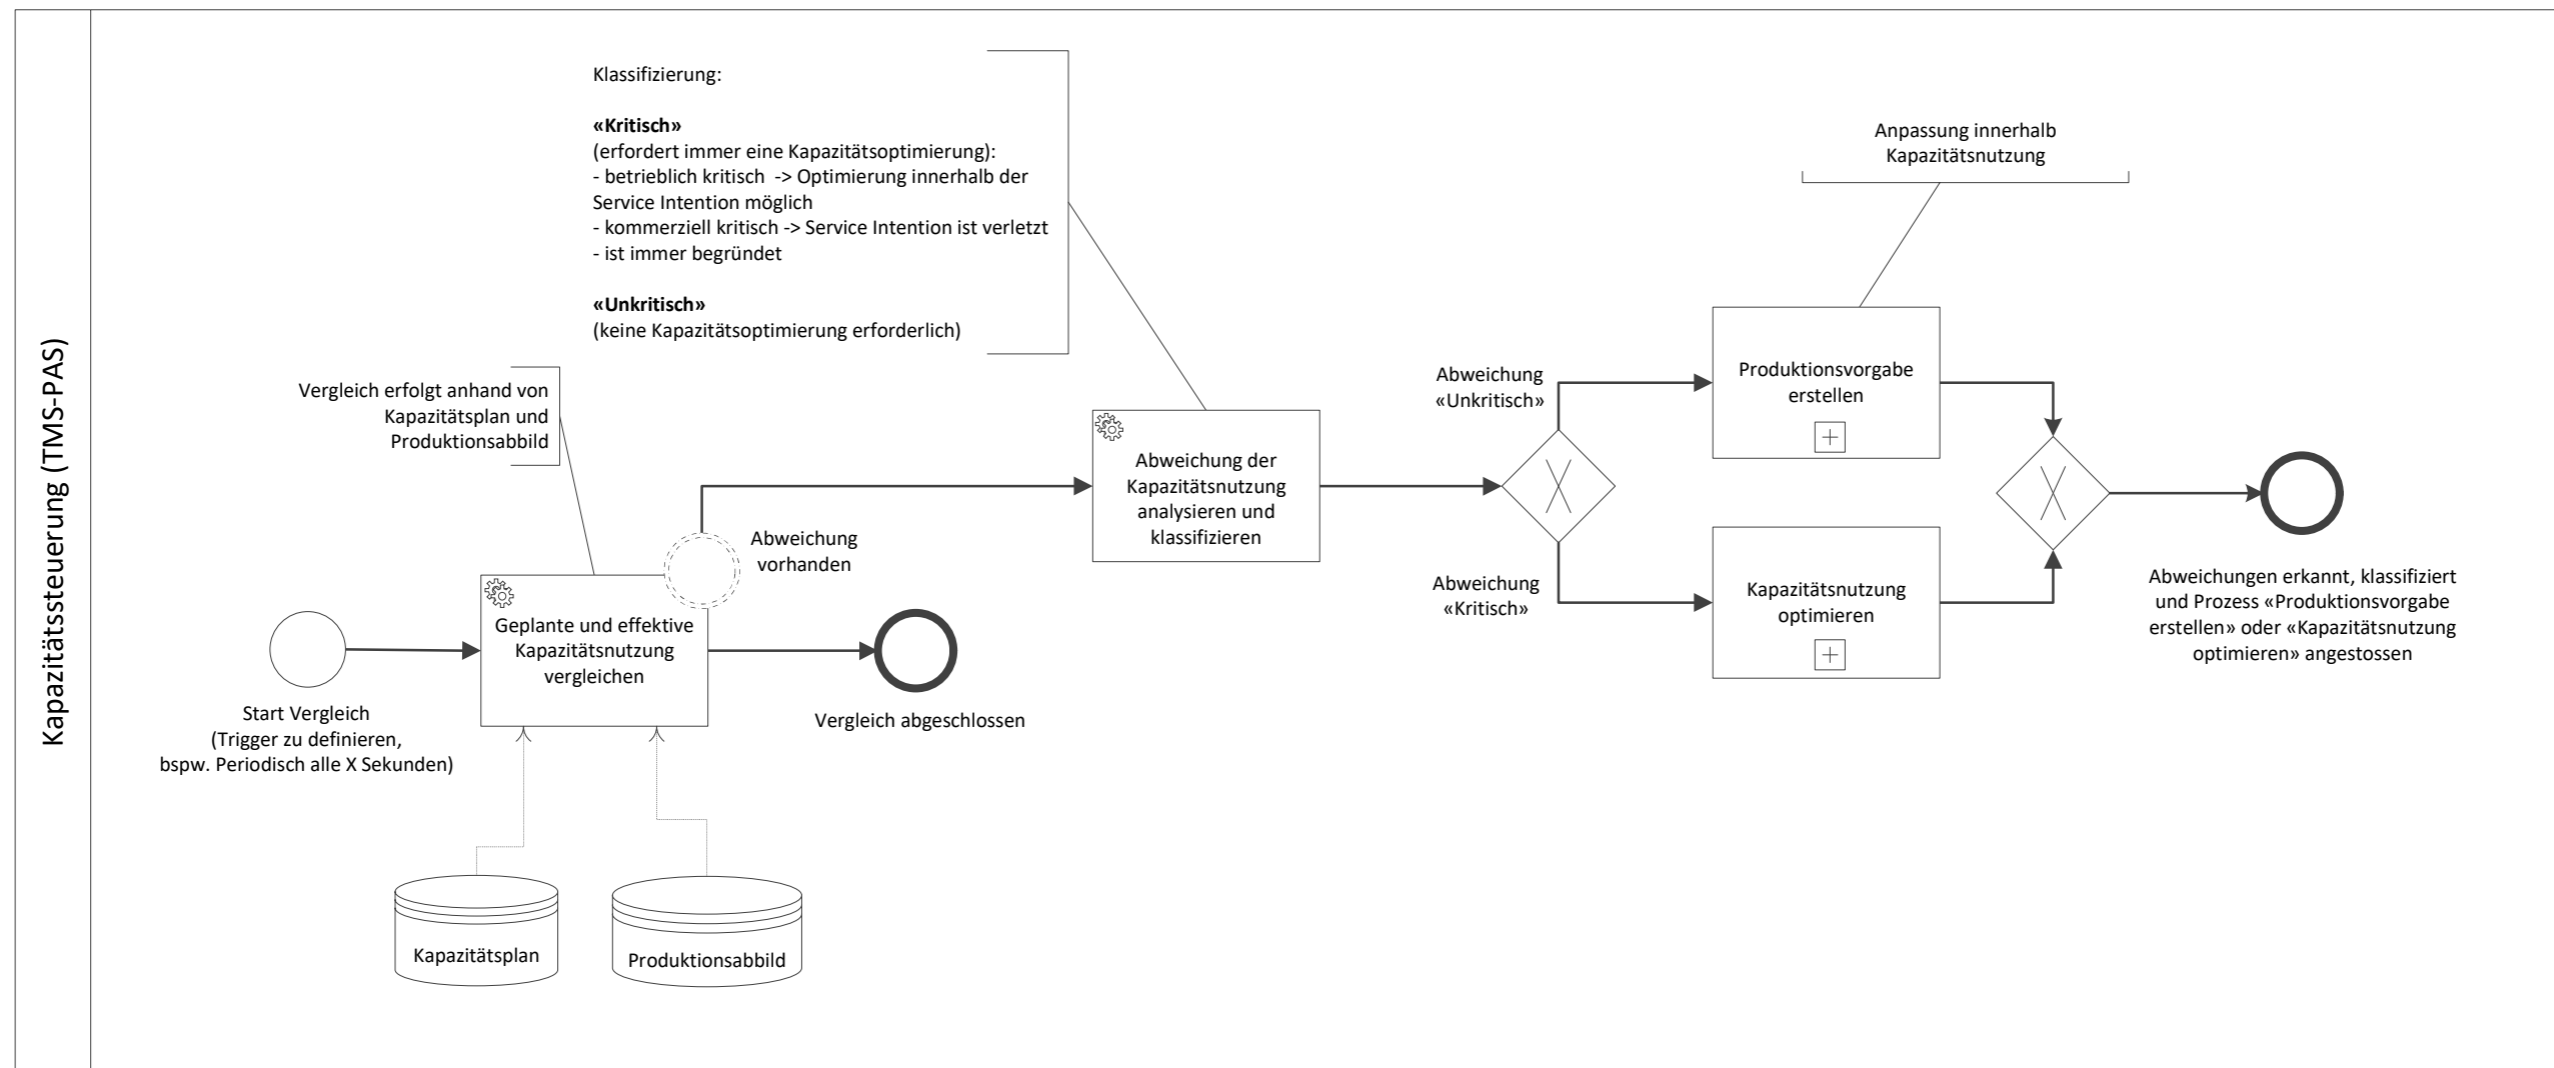 Kapazitätssteuerung (TMS-PAS)
Klassifizierung:
«Kritisch»
(erfordert immer eine Kapazitätsoptimierung):
- betrieblich kritisch -> Optimierung innerhalb der
Service Intention möglich
- kommerziell kritisch -> Service Intention ist verletzt
- ist immer begründet
«Unkritisch»
(keine Kapazitätsoptimierung erforderlich)
Vergleich erfolgt anhand von
Kapazitätsplan und
Produktionsabbild
Start Vergleich
(Trigger zu definieren,
bspw. Periodisch alle X Sekunden)
Geplante und effektive
Kapazitätsnutzung
vergleichen
Abweichung
vorhanden
Vergleich abgeschlossen
Kapazitätsplan
Produktionsabbild
Abweichung der
Kapazitätsnutzung
analysieren und
klassifizieren
Abweichung
«Unkritisch»
Abweichung
«Kritisch»
Anpassung innerhalb
Kapazitätsnutzung
Produktionsvorgabe
erstellen
Kapazitätsnutzung
optimieren
Abweichungen erkannt, klassifiziert
und Prozess «Produktionsvorgabe
erstellen» oder «Kapazitätsnutzung
optimieren» angestossen